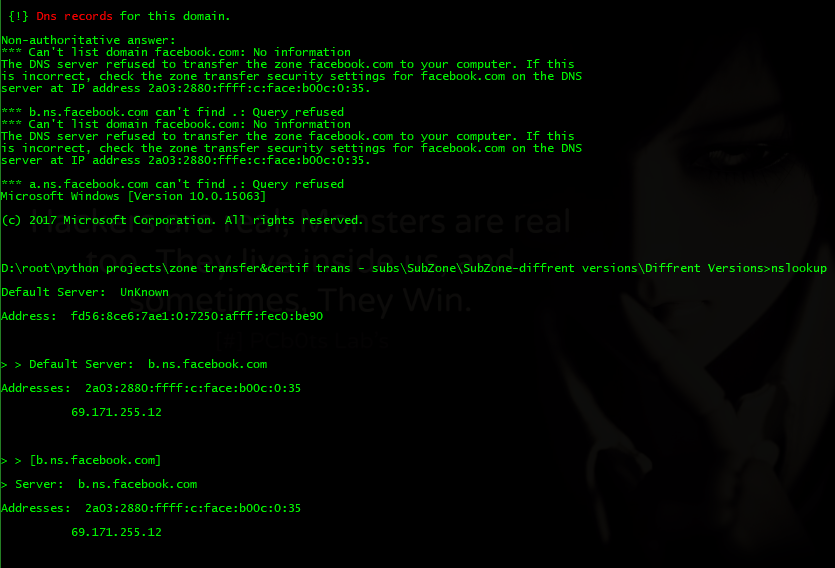 {!} Dns records for this domain.
Non-authoritative answer:
*** Can't list domain facebook.com: No information
The DNS server refused to transfer the zone facebook.com to your computer. If this
is incorrect, check the zone transfer security settings for facebook.com on the DNS
server at IP address 2a03:2880:fffe:c:face:b00c:0:35.
*** b.ns.facebook.com can't find .: Query refused
*** Can't list domain facebook.com: No information
The DNS server refused to transfer the zone facebook.com to your computer. If this
is incorrect, check the zone transfer security settings for facebook.com on the DNS
server at IP address 2a03:2880:fffe:c:face:b00c:0:35.
*** a.ns.facebook.com can't find .: Query refused
Microsoft Windows [Version 10.0.15063]
(c) 2017 Microsoft Corporation. All rights reserved.
Hackers are real, Monsters are real
too. They live inside us, and
sometimes, They Win.
D:\root\python projects\zone transfer&certif trans - subs\SubZone\SubZone-diffrent versions\Diffrent Versions>nslookup
Default Server:  UnKnown
Address:  fd56:8ce6:7ae1:0:7250:afff:fec0:be90
> > Default Server:  b.ns.facebook.com
Addresses:  2a03:2880:ffff:c:face:b00c:0:35
69.171.255.12
> > [b.ns.facebook.com]
> Server:  b.ns.facebook.com
Addresses:  2a03:2880:ffff:c:face:b00c:0:35
69.171.255.12